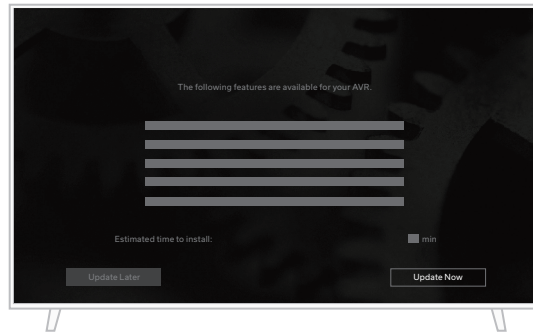 The following features are available for your AVR.
Estimated time to install:
min
Update Later
Update Now